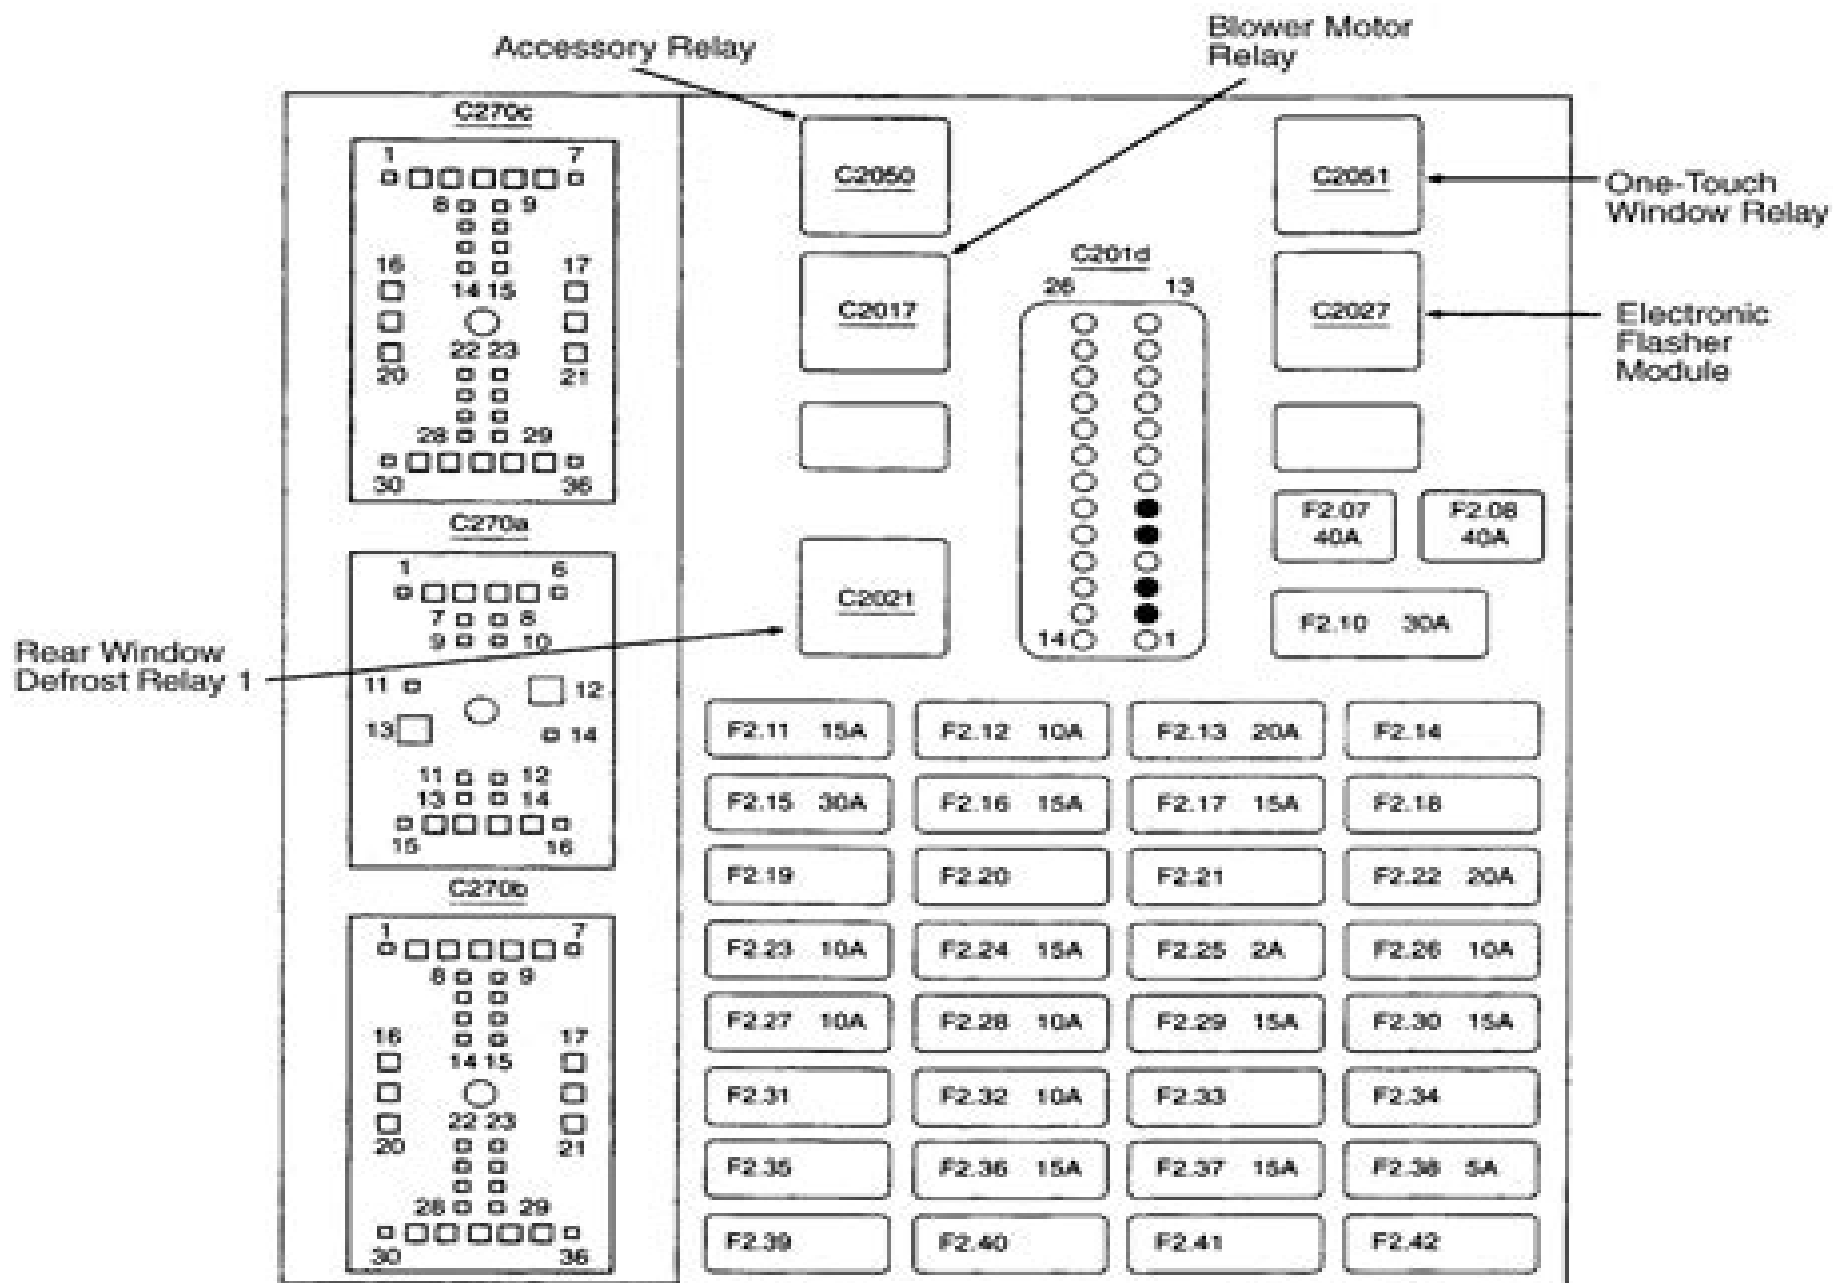 Accessory Relay
Blower Motor
Relay
One-Touch
Window Relay
Electronic
Flasher
Module
Rear Window
Defrost Relay 1
C270c
1 7
8 9
16 17
14 15
22 23
20 21
28 29
30 36
C270a
1 6
7 8
9 10
11 12
13 14
11 12
13 14
15 16
C270b
1 7
8 9
16 17
14 15
22 23
20 21
28 29
30 36
C2050
C2051
C2017
C201d
26 13
14 1
C2027
C2021
F2.07
40A
F2.08
40A
F2.10 30A
F2.11 15A
F2.12 10A
F2.13 20A
F2.14
F2.15 30A
F2.16 15A
F2.17 15A
F2.18
F2.19
F2.20
F2.21
F2.22 20A
F2.23 10A
F2.24 15A
F2.25 2A
F2.26 10A
F2.27 10A
F2.28 10A
F2.29 15A
F2.30 15A
F2.31
F2.32 10A
F2.33
F2.34
F2.35
F2.36 15A
F2.37 15A
F2.38 5A
F2.39
F2.40
F2.41
F2.42